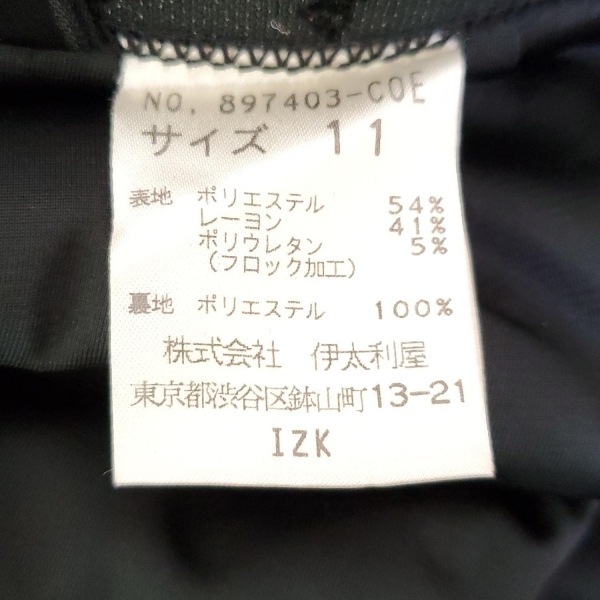 NO. 897403-COE
サイズ 11
表地 ポリエステル 54%
レーヨン 41%
ポリウレタン 5%
(フロック加工)
裏地 ポリエステル 100%
株式会社 伊太利屋
東京都渋谷区鉢山町13-21
IZK